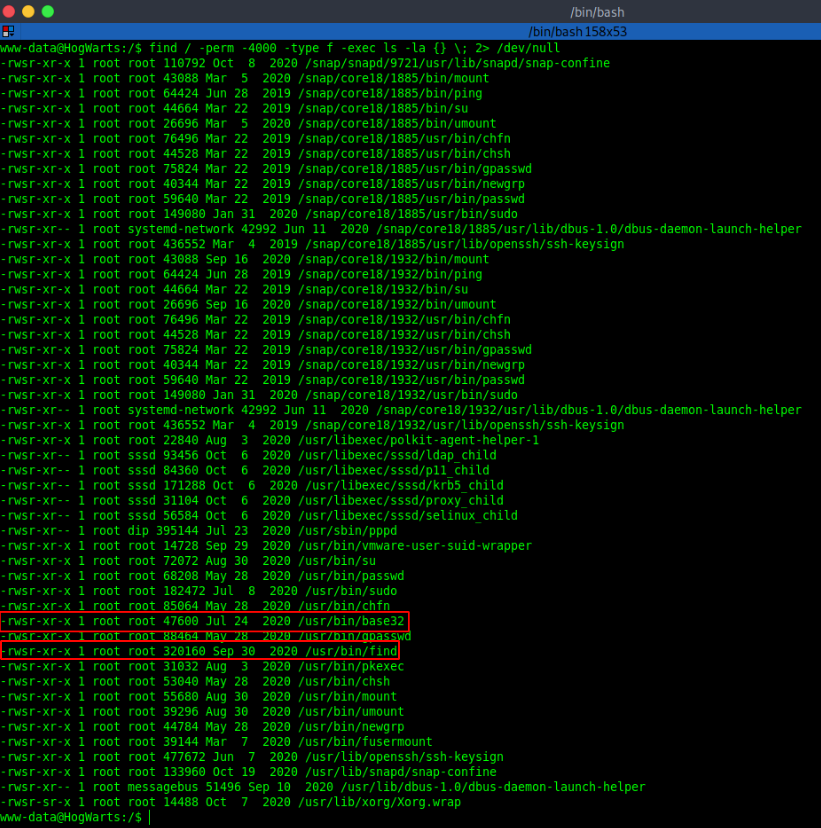 /bin/bash
/bin/bash 158x53
www-data@HogWarts:/$ find / -perm -4000 -type f -exec ls -la {} \; 2> /dev/null
-rwsr-xr-x 1 root root 110792 Oct  8  2020 /snap/snapd/9721/usr/lib/snapd/snap-confine
-rwsr-xr-x 1 root root 43088 Mar  5  2020 /snap/core18/1885/bin/mount
-rwsr-xr-x 1 root root 64424 Jun 28  2019 /snap/core18/1885/bin/ping
-rwsr-xr-x 1 root root 44664 Mar 22  2019 /snap/core18/1885/bin/su
-rwsr-xr-x 1 root root 26696 Mar  5  2020 /snap/core18/1885/bin/umount
-rwsr-xr-x 1 root root 76496 Mar 22  2019 /snap/core18/1885/usr/bin/chfn
-rwsr-xr-x 1 root root 44528 Mar 22  2019 /snap/core18/1885/usr/bin/chsh
-rwsr-xr-x 1 root root 75824 Mar 22  2019 /snap/core18/1885/usr/bin/gpasswd
-rwsr-xr-x 1 root root 40344 Mar 22  2019 /snap/core18/1885/usr/bin/newgrp
-rwsr-xr-x 1 root root 59640 Mar 22  2019 /snap/core18/1885/usr/bin/passwd
-rwsr-xr-x 1 root root 149080 Jan 31  2020 /snap/core18/1885/usr/bin/sudo
-rwsr-xr-- 1 root systemd-network 42992 Jun 11  2020 /snap/core18/1885/usr/lib/dbus-1.0/dbus-daemon-launch-helper
-rwsr-xr-x 1 root root 436552 Mar  4  2019 /snap/core18/1885/usr/lib/openssh/ssh-keysign
-rwsr-xr-x 1 root root 43088 Sep 16  2020 /snap/core18/1932/bin/mount
-rwsr-xr-x 1 root root 64424 Jun 28  2019 /snap/core18/1932/bin/ping
-rwsr-xr-x 1 root root 44664 Mar 22  2019 /snap/core18/1932/bin/su
-rwsr-xr-x 1 root root 26696 Sep 16  2020 /snap/core18/1932/bin/umount
-rwsr-xr-x 1 root root 76496 Mar 22  2019 /snap/core18/1932/usr/bin/chfn
-rwsr-xr-x 1 root root 44528 Mar 22  2019 /snap/core18/1932/usr/bin/chsh
-rwsr-xr-x 1 root root 75824 Mar 22  2019 /snap/core18/1932/usr/bin/gpasswd
-rwsr-xr-x 1 root root 40344 Mar 22  2019 /snap/core18/1932/usr/bin/newgrp
-rwsr-xr-x 1 root root 59640 Mar 22  2019 /snap/core18/1932/usr/bin/passwd
-rwsr-xr-x 1 root root 149080 Jan 31  2020 /snap/core18/1932/usr/bin/sudo
-rwsr-xr-- 1 root systemd-network 42992 Jun 11  2020 /snap/core18/1932/usr/lib/dbus-1.0/dbus-daemon-launch-helper
-rwsr-xr-x 1 root root 436552 Mar  4  2019 /snap/core18/1932/usr/lib/openssh/ssh-keysign
-rwsr-xr-x 1 root root 22840 Aug  3  2020 /usr/libexec/polkit-agent-helper-1
-rwsr-xr-- 1 root sssd 93456 Oct  6  2020 /usr/libexec/sssd/ldap_child
-rwsr-xr-- 1 root sssd 84360 Oct  6  2020 /usr/libexec/sssd/p11_child
-rwsr-xr-- 1 root sssd 171288 Oct  6  2020 /usr/libexec/sssd/krb5_child
-rwsr-xr-- 1 root sssd 31104 Oct  6  2020 /usr/libexec/sssd/proxy_child
-rwsr-xr-- 1 root sssd 56584 Oct  6  2020 /usr/libexec/sssd/selinux_child
-rwsr-xr-- 1 root dip 395144 Jul 23  2020 /usr/sbin/pppd
-rwsr-xr-x 1 root root 14728 Sep 29  2020 /usr/bin/vmware-user-suid-wrapper
-rwsr-xr-x 1 root root 72072 Aug 30  2020 /usr/bin/su
-rwsr-xr-x 1 root root 68208 May 28  2020 /usr/bin/passwd
-rwsr-xr-x 1 root root 182472 Jul  8  2020 /usr/bin/sudo
-rwsr-xr-x 1 root root 85064 May 28  2020 /usr/bin/chfn
-rwsr-xr-x 1 root root 47600 Jul 24  2020 /usr/bin/base32
-rwsr-xr-x 1 root root 88464 May 28  2020 /usr/bin/gpasswd
-rwsr-xr-x 1 root root 320160 Sep 30  2020 /usr/bin/find
-rwsr-xr-x 1 root root 31032 Aug  3  2020 /usr/bin/pkexec
-rwsr-xr-x 1 root root 53040 May 28  2020 /usr/bin/chsh
-rwsr-xr-x 1 root root 55680 Aug 30  2020 /usr/bin/mount
-rwsr-xr-x 1 root root 39296 Aug 30  2020 /usr/bin/umount
-rwsr-xr-x 1 root root 44784 May 28  2020 /usr/bin/newgrp
-rwsr-xr-x 1 root root 39144 Mar  7  2020 /usr/bin/fusermount
-rwsr-xr-x 1 root root 477672 Jun  7  2020 /usr/lib/openssh/ssh-keysign
-rwsr-xr-x 1 root root 133960 Oct 19  2020 /usr/lib/snapd/snap-confine
-rwsr-xr-- 1 root messagebus 51496 Sep 10  2020 /usr/lib/dbus-1.0/dbus-daemon-launch-helper
-rwsr-sr-x 1 root root 14488 Oct  7  2020 /usr/lib/xorg/Xorg.wrap
www-data@HogWarts:/$